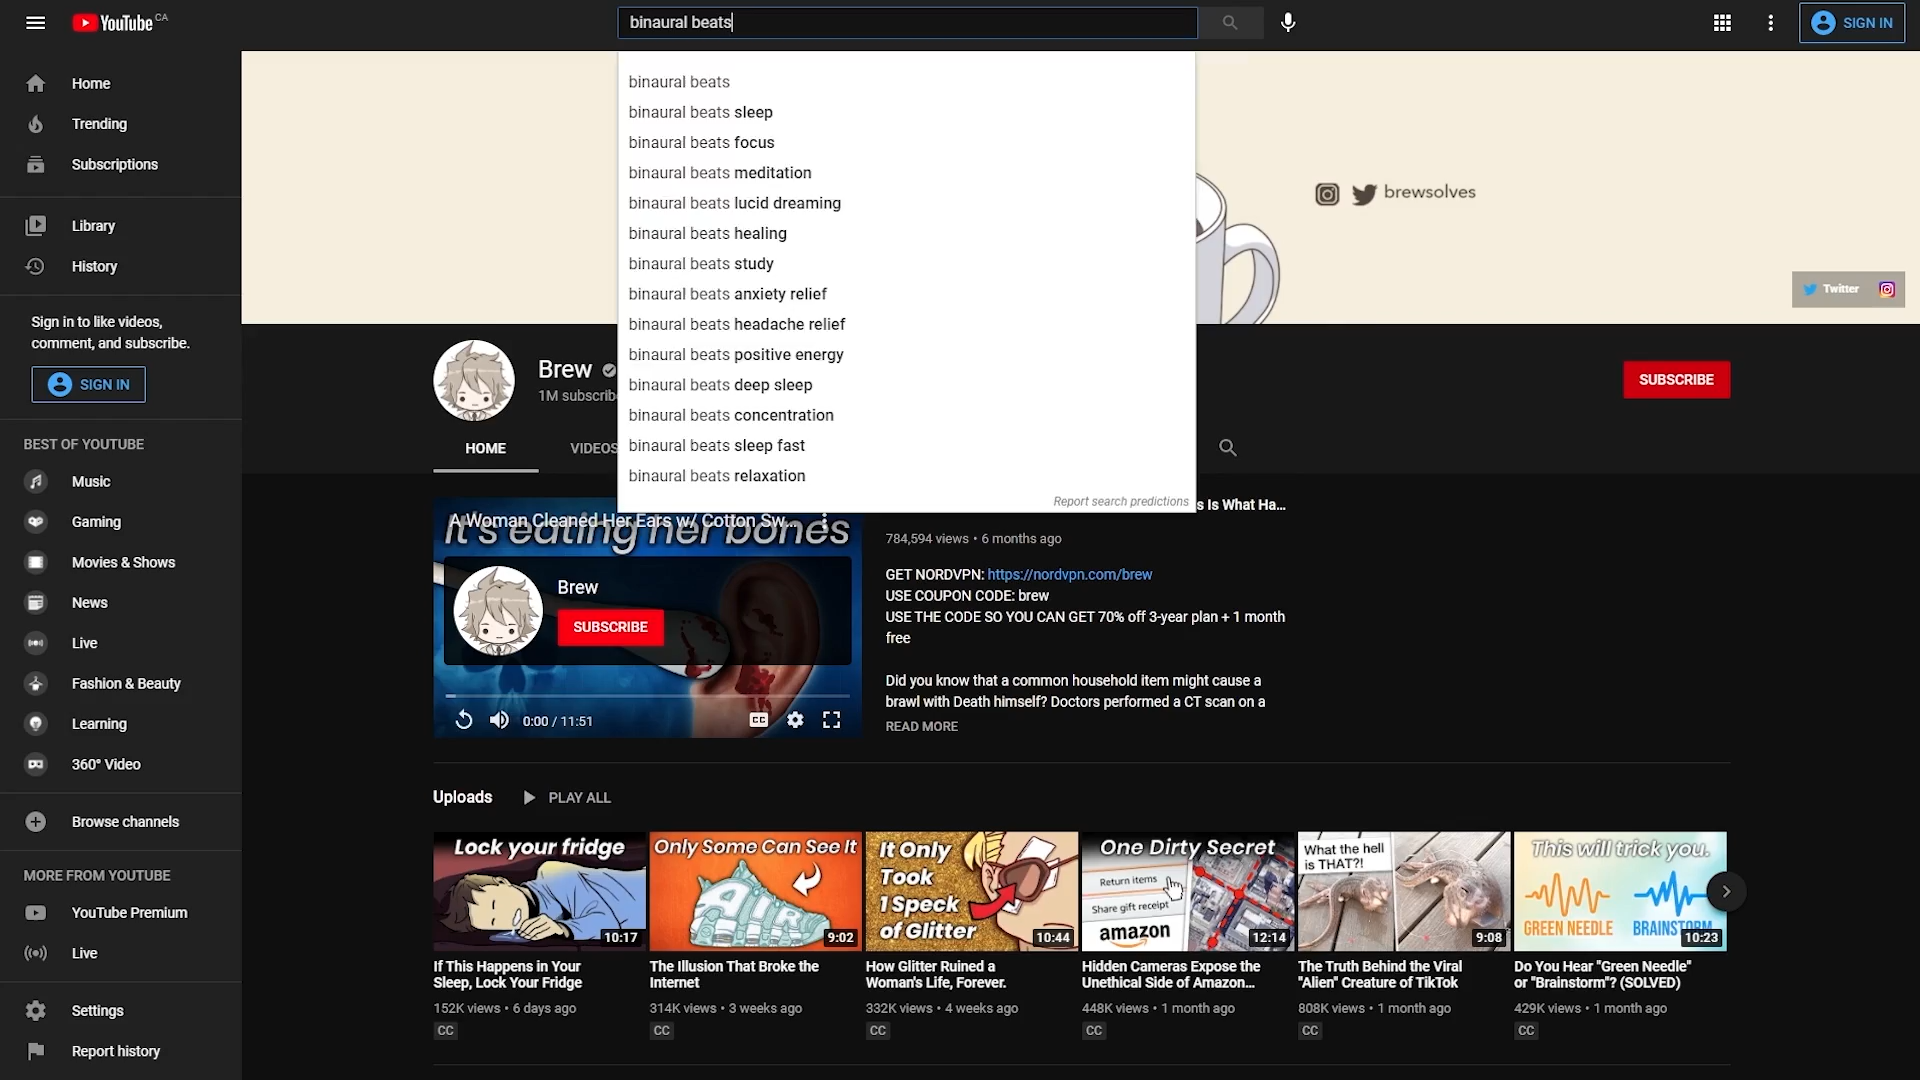 YouTube CA
binaural beats
SIGN IN
Home
Trending
Subscriptions
Library
History
Sign in to like videos,
comment, and subscribe.
SIGN IN
BEST OF YOUTUBE
Music
Gaming
Movies & Shows
News
Live
Fashion & Beauty
Learning
360° Video
Browse channels
MORE FROM YOUTUBE
YouTube Premium
Live
Settings
Report history
binaural beats
binaural beats sleep
binaural beats focus
binaural beats meditation
binaural beats lucid dreaming
binaural beats healing
binaural beats study
binaural beats anxiety relief
binaural beats headache relief
binaural beats positive energy
binaural beats deep sleep
binaural beats concentration
binaural beats sleep fast
binaural beats relaxation
Report search predictions
brewsolves
Twitter
Brew
1M subscrib
SUBSCRIBE
HOME
VIDEOS
A Woman Cleaned Her Ears w/ Cotton Sw...
It's eating her bones
Brew
SUBSCRIBE
0:00 / 11:51
CC
s Is What Ha...
784,594 views • 6 months ago
GET NORDVPN: https://nordvpn.com/brew
USE COUPON CODE: brew
USE THE CODE SO YOU CAN GET 70% off 3-year plan + 1 month
free
Did you know that a common household item might cause a
brawl with Death himself? Doctors performed a CT scan on a
READ MORE
Uploads
PLAY ALL
Lock your fridge
10:17
If This Happens in Your
Sleep, Lock Your Fridge
152K views • 6 days ago
CC
Only Some Can See It
AIR
9:02
The Illusion That Broke the
Internet
314K views • 3 weeks ago
CC
It Only
Took
1 Speck
of Glitter
10:44
How Glitter Ruined a
Woman's Life, Forever.
332K views • 4 weeks ago
CC
One Dirty Secret
Return items
Share gift receipt
amazon
12:14
Hidden Cameras Expose the
Unethical Side of Amazon...
448K views • 1 month ago
CC
What the hell
is THAT?!
9:08
The Truth Behind the Viral
"Alien" Creature of TikTok
808K views • 1 month ago
CC
This will trick you.
GREEN NEEDLE
BRAINSTORM
10:23
Do You Hear "Green Needle"
or "Brainstorm"? (SOLVED)
429K views • 1 month ago
CC